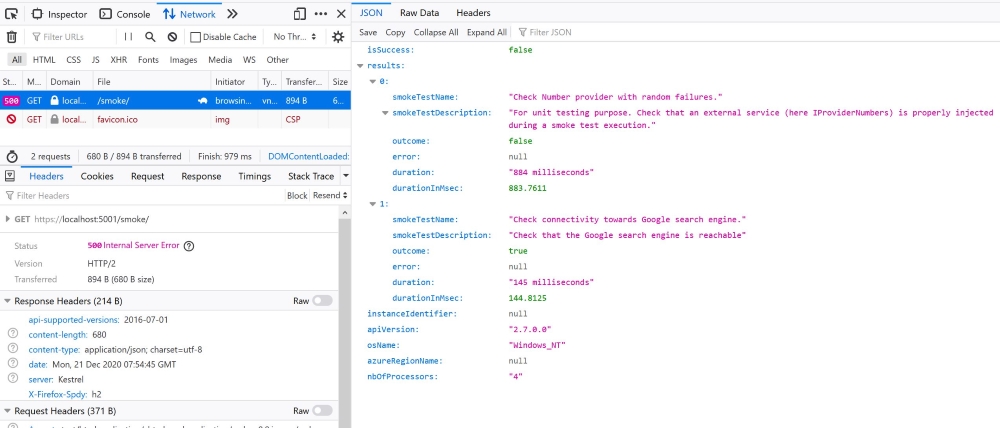 Inspector Console Network
Filter URLs Disable Cache No Thr...
All HTML CSS JS XHR Fonts Images Media WS Other
St... M... Domain File Initiator Ty... Transfer... Size
500 GET local... /smoke/ browsin... vn... 894 B 6...
GET local... favicon.ico img CSP
2 requests 680 B / 894 B transferred Finish: 979 ms DOMContentLoaded:
Headers Cookies Request Response Timings Stack Trace
Filter Headers Block Resend
GET https://localhost:5001/smoke/
Status 500 Internal Server Error
Version HTTP/2
Transferred 894 B (680 B size)
Response Headers (214 B) Raw
api-supported-versions: 2016-07-01
content-length: 680
content-type: application/json; charset=utf-8
date: Mon, 21 Dec 2020 07:54:45 GMT
server: Kestrel
X-Firefox-Spdy: h2
Request Headers (371 B) Raw
JSON Raw Data Headers
Save Copy Collapse All Expand All Filter JSON
isSuccess: false
results:
0:
smokeTestName: "Check Number provider with random failures."
smokeTestDescription: "For unit testing purpose. Check that an external service (here IProviderNumbers) is properly injected
during a smoke test execution."
outcome: false
error: null
duration: "884 milliseconds"
durationInMsec: 883.7611
1:
smokeTestName: "Check connectivity towards Google search engine."
smokeTestDescription: "Check that the Google search engine is reachable"
outcome: true
error: null
duration: "145 milliseconds"
durationInMsec: 144.8125
instanceIdentifier: null
apiVersion: "2.7.0.0"
osName: "Windows_NT"
azureRegionName: null
nbOfProcessors: "4"